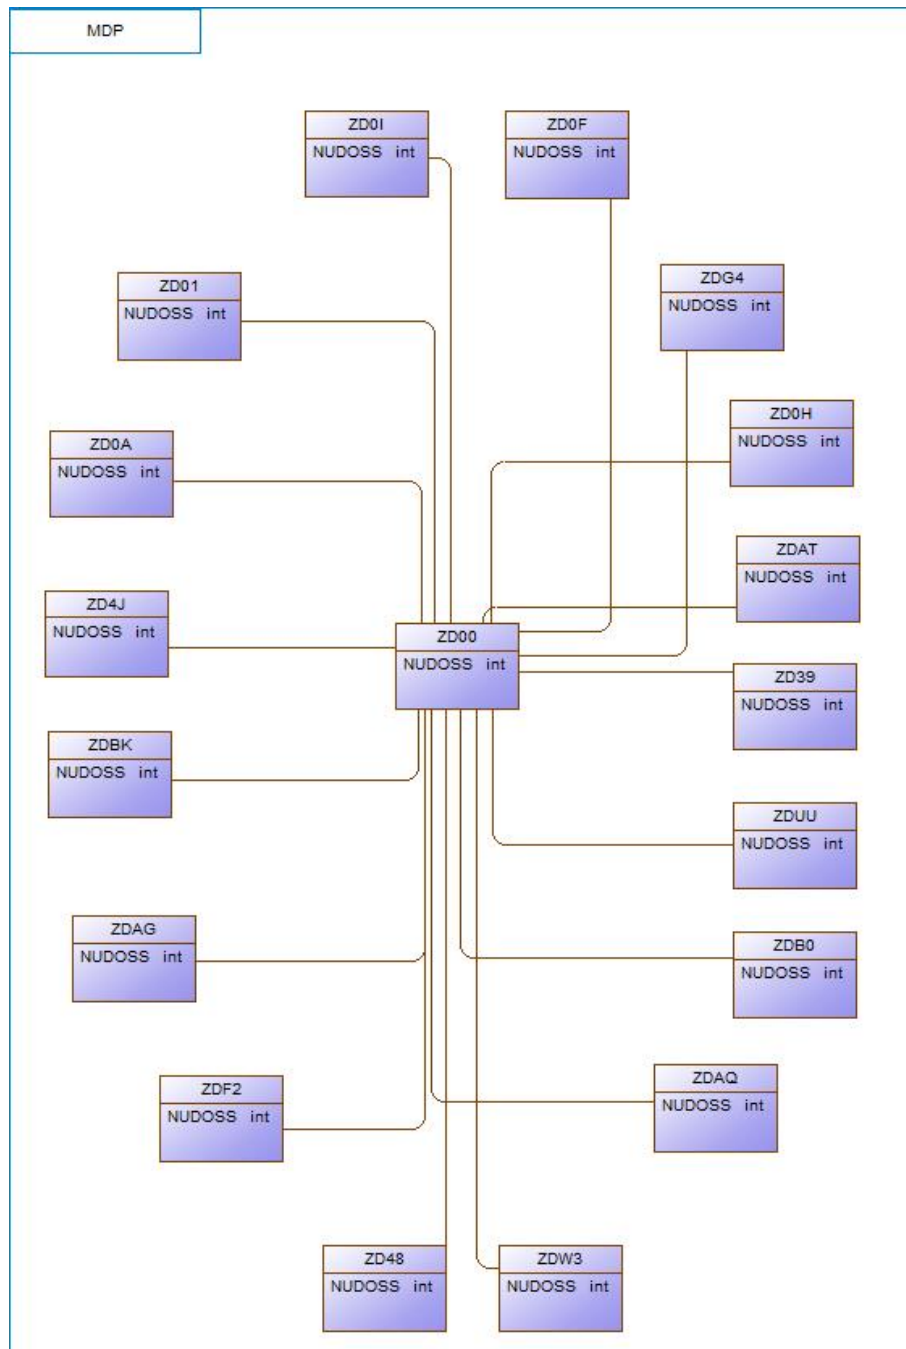 MDP
ZD0I
NUDOSS int
ZD0F
NUDOSS int
ZDG4
NUDOSS int
ZD01
NUDOSS int
ZD0H
NUDOSS int
ZD0A
NUDOSS int
ZDAT
NUDOSS int
ZD4J
NUDOSS int
ZD00
NUDOSS int
ZD39
NUDOSS int
ZDBK
NUDOSS int
ZDUU
NUDOSS int
ZDAG
NUDOSS int
ZDB0
NUDOSS int
ZDAQ
NUDOSS int
ZDF2
NUDOSS int
ZD48
NUDOSS int
ZDW3
NUDOSS int